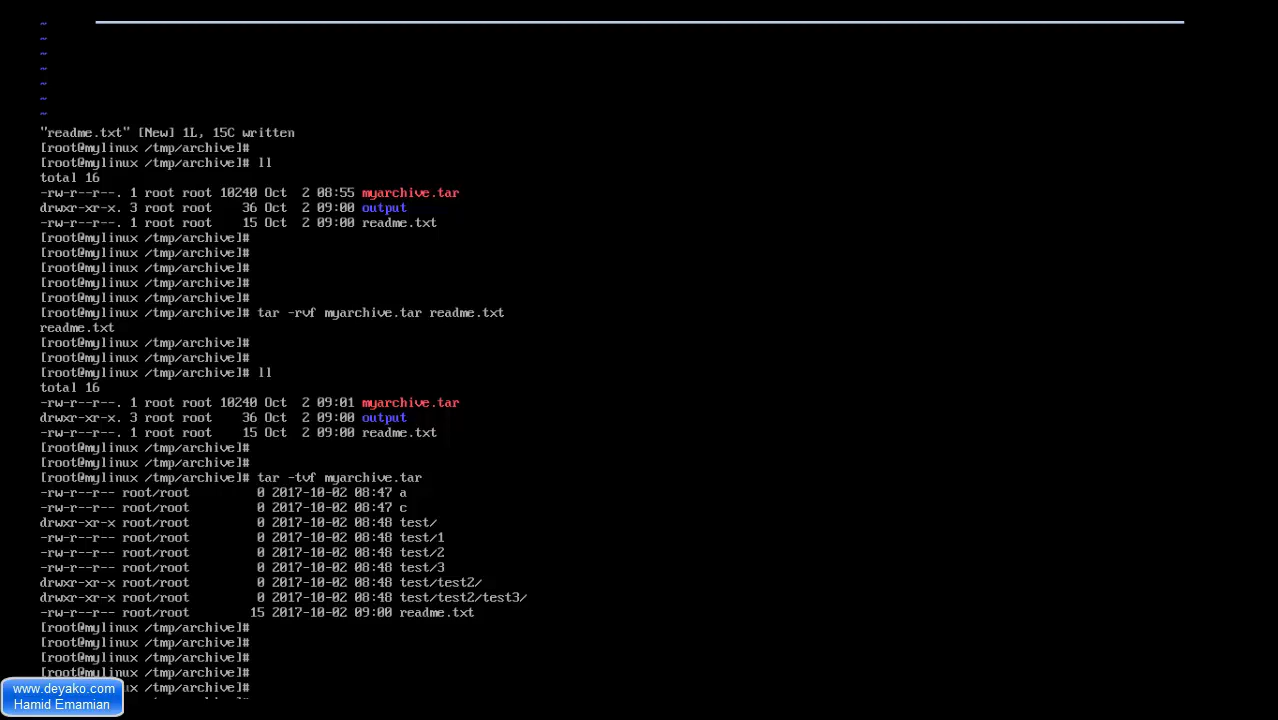 ~
~
~
~
~
~
~
"readme.txt" [New] 1L, 15C written
[root@mylinux /tmp/archive]#
[root@mylinux /tmp/archive]# ll
total 16
-rw-r--r--. 1 root root 10240 Oct  2 08:55 myarchive.tar
drwxr-xr-x. 3 root root    36 Oct  2 09:00 output
-rw-r--r--. 1 root root    15 Oct  2 09:00 readme.txt
[root@mylinux /tmp/archive]#
[root@mylinux /tmp/archive]#
[root@mylinux /tmp/archive]#
[root@mylinux /tmp/archive]#
[root@mylinux /tmp/archive]#
[root@mylinux /tmp/archive]# tar -rvf myarchive.tar readme.txt
readme.txt
[root@mylinux /tmp/archive]#
[root@mylinux /tmp/archive]#
[root@mylinux /tmp/archive]# ll
total 16
-rw-r--r--. 1 root root 10240 Oct  2 09:01 myarchive.tar
drwxr-xr-x. 3 root root    36 Oct  2 09:00 output
-rw-r--r--. 1 root root    15 Oct  2 09:00 readme.txt
[root@mylinux /tmp/archive]#
[root@mylinux /tmp/archive]#
[root@mylinux /tmp/archive]# tar -tvf myarchive.tar
-rw-r--r-- root/root         0 2017-10-02 08:47 a
-rw-r--r-- root/root         0 2017-10-02 08:47 c
drwxr-xr-x root/root         0 2017-10-02 08:48 test/
-rw-r--r-- root/root         0 2017-10-02 08:48 test/1
-rw-r--r-- root/root         0 2017-10-02 08:48 test/2
-rw-r--r-- root/root         0 2017-10-02 08:48 test/3
drwxr-xr-x root/root         0 2017-10-02 08:48 test/test2/
drwxr-xr-x root/root         0 2017-10-02 08:48 test/test2/test3/
-rw-r--r-- root/root        15 2017-10-02 09:00 readme.txt
[root@mylinux /tmp/archive]#
[root@mylinux /tmp/archive]#
[root@mylinux /tmp/archive]#
[root@mylinux /tmp/archive]#
/tmp/archive]#
www.deyako.com
Hamid Emamian